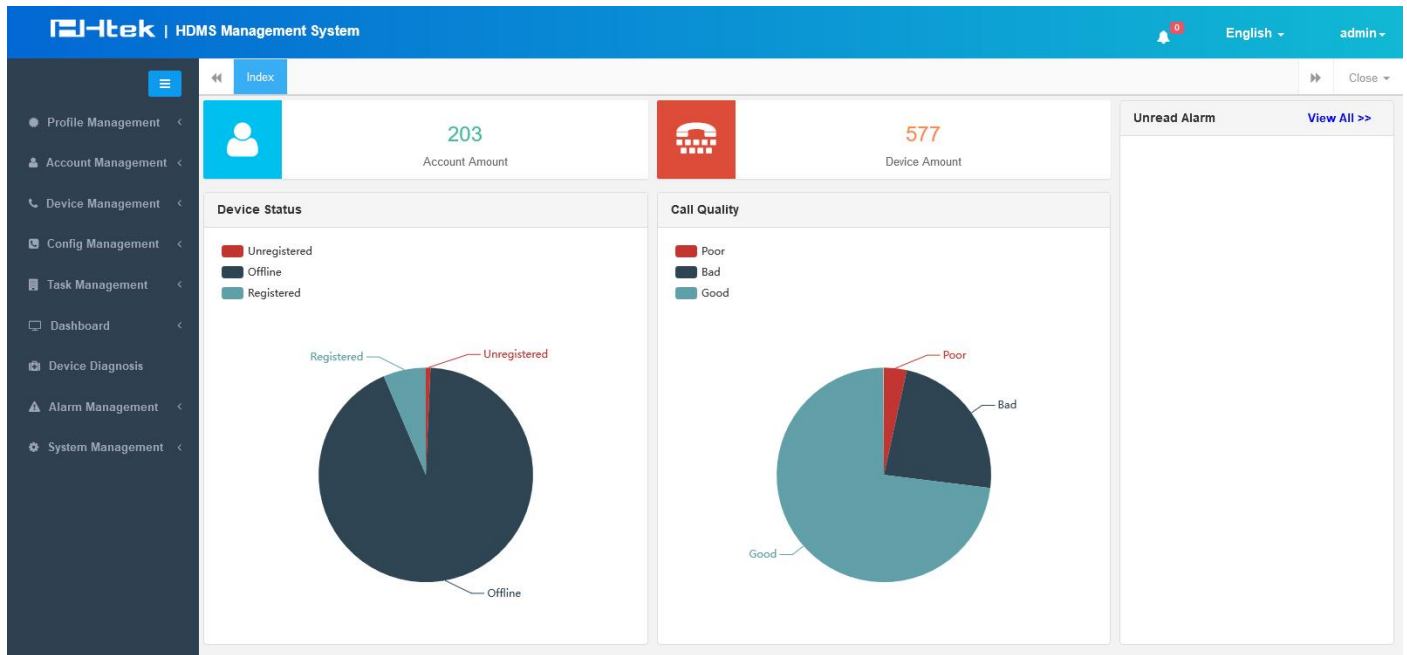 Htek | HDMS Management System
0
English
admin
Index
Close
Profile Management
Account Management
Device Management
Config Management
Task Management
Dashboard
Device Diagnosis
Alarm Management
System Management
203
Account Amount
577
Device Amount
Unread Alarm
View All >>
Device Status
Unregistered
Offline
Registered
Registered
Unregistered
Offline
Call Quality
Poor
Bad
Good
Poor
Bad
Good